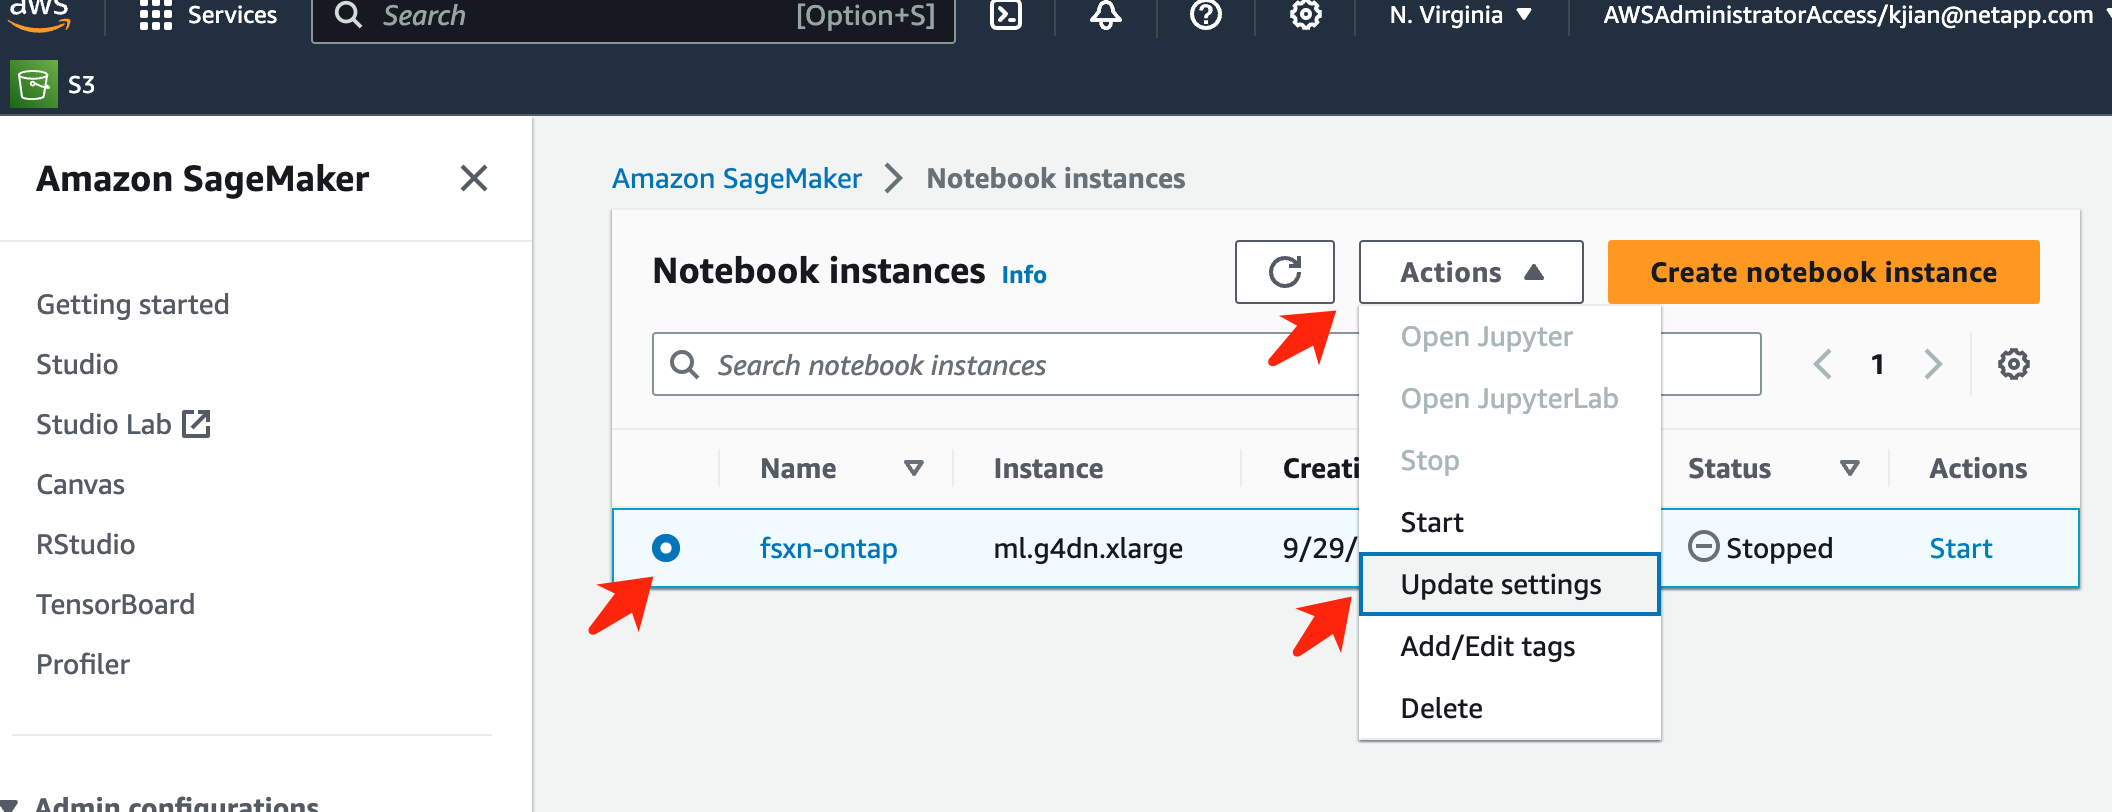 aws
Services
Search
[Option+S]
N. Virginia
AWSAdministratorAccess/kjian@netapp.com
S3
Amazon SageMaker
Getting started
Studio
Studio Lab
Canvas
RStudio
TensorBoard
Profiler
Admin configurations
Amazon SageMaker
Notebook instances
Notebook instances
Info
Actions
Create notebook instance
Search notebook instances
1
Open Jupyter
Open JupyterLab
Stop
Start
Update settings
Add/Edit tags
Delete
Name
Instance
Creati
Status
Actions
fsxn-ontap
ml.g4dn.xlarge
9/29/
Stopped
Start